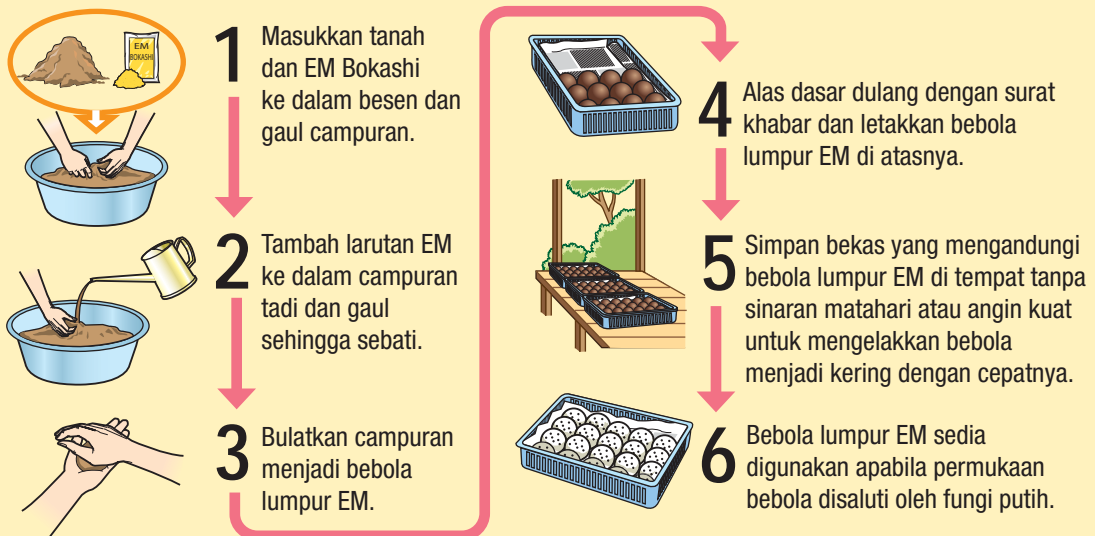 EM
BOKASHI
1
Masukkan tanah
dan EM Bokashi
ke dalam besen dan
gaul campuran.
2
Tambah larutan EM
ke dalam campuran
tadi dan gaul
sehingga sebati.
3
Bulatkan campuran
menjadi bebola
lumpur EM.
4
Alas dasar dulang dengan surat
khabar dan letakkan bebola
lumpur EM di atasnya.
5
Simpan bekas yang mengandungi
bebola lumpur EM di tempat tanpa
sinaran matahari atau angin kuat
untuk mengelakkan bebola
menjadi kering dengan cepatnya.
6
Bebola lumpur EM sedia
digunakan apabila permukaan
bebola disaluti oleh fungi putih.